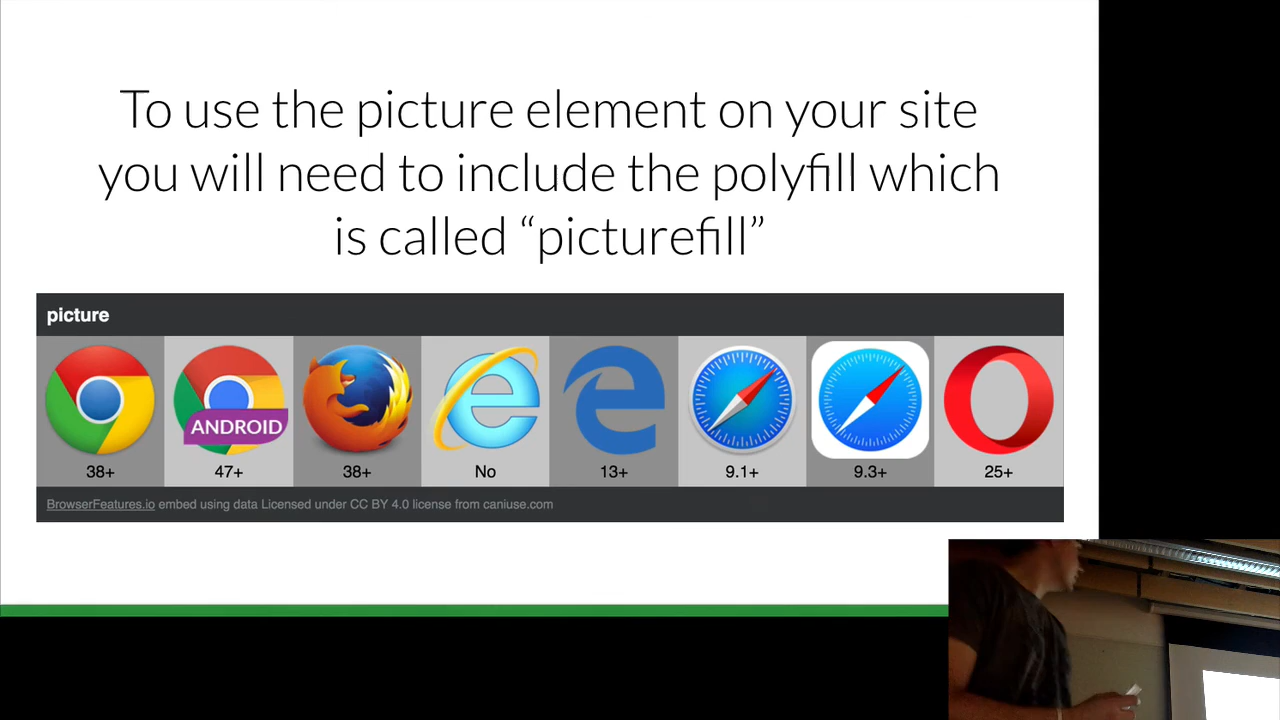 To use the picture element on your site
you will need to include the polyfill which
is called “picturefill”
picture
ANDROID
38+ 47+ 38+ No 13+ 9.1+ 9.3+ 25+
BrowserFeatures.io embed using data Licensed under CC BY 4.0 license from caniuse.com